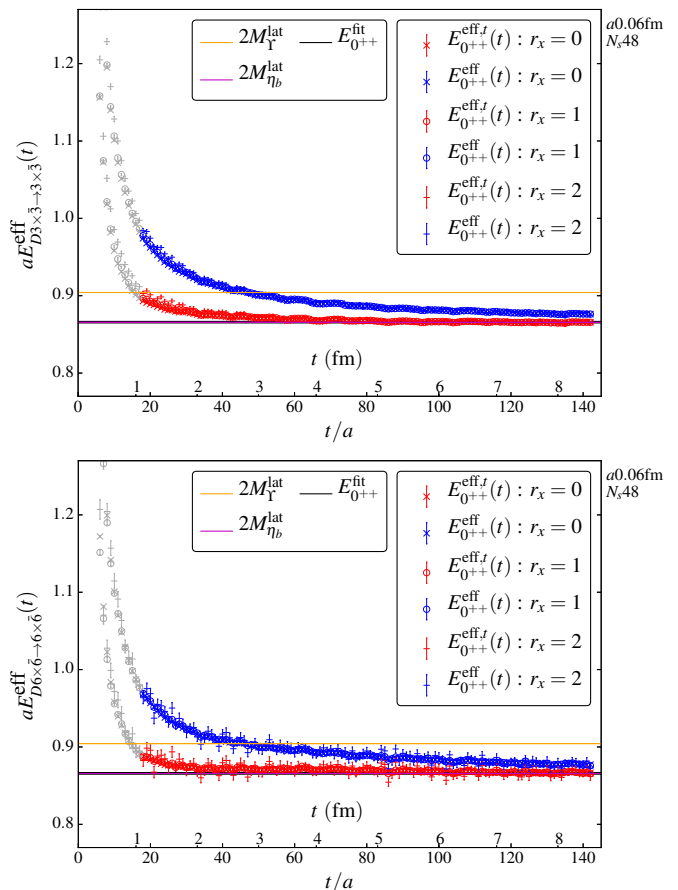 2M_Υ^lat E_{0++}^fit
2M_{η_b}^lat
E_{0++}^{eff,t}(t) : r_x = 0
E_{0++}^{eff}(t) : r_x = 0
E_{0++}^{eff,t}(t) : r_x = 1
E_{0++}^{eff}(t) : r_x = 1
E_{0++}^{eff,t}(t) : r_x = 2
E_{0++}^{eff}(t) : r_x = 2
a0.06fm
N_s48
aE^{eff}_{D3×3̄→3×3̄}(t)
1.2
1.1
1.0
0.9
0.8
t (fm)
1 2 3 4 5 6 7 8
0 20 40 60 80 100 120 140
t/a
2M_Υ^lat E_{0++}^fit
2M_{η_b}^lat
E_{0++}^{eff,t}(t) : r_x = 0
E_{0++}^{eff}(t) : r_x = 0
E_{0++}^{eff,t}(t) : r_x = 1
E_{0++}^{eff}(t) : r_x = 1
E_{0++}^{eff,t}(t) : r_x = 2
E_{0++}^{eff}(t) : r_x = 2
a0.06fm
N_s48
aE^{eff}_{D6×6̄→6×6̄}(t)
1.2
1.1
1.0
0.9
0.8
t (fm)
1 2 3 4 5 6 7 8
0 20 40 60 80 100 120 140
t/a